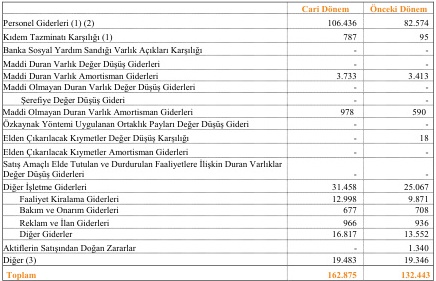 Cari Dönem Önceki Dönem
Personel Giderleri (1) (2) 106.436 82.574
Kıdem Tazminatı Karşılığı (1) 787 95
Banka Sosyal Yardım Sandığı Varlık Açıkları Karşılığı - -
Maddi Duran Varlık Değer Düşüş Giderleri - -
Maddi Duran Varlık Amortisman Giderleri 3.733 3.413
Maddi Olmayan Duran Varlık Değer Düşüş Giderleri - -
Şerefiye Değer Düşüş Gideri - -
Maddi Olmayan Duran Varlık Amortisman Giderleri 978 590
Özkaynak Yöntemi Uygulanan Ortaklık Payları Değer Düşüş Gideri - -
Elden Çıkarılacak Kıymetler Değer Düşüş Karşılığı - 18
Elden Çıkarılacak Kıymetler Amortisman Giderleri - -
Satış Amaçlı Elde Tutulan ve Durdurulan Faaliyetlere İlişkin Duran Varlıklar
Değer Düşüş Giderleri - -
Diğer İşletme Giderleri 31.458 25.067
Faaliyet Kiralama Giderleri 12.998 9.871
Bakım ve Onarım Giderleri 677 708
Reklam ve İlan Giderleri 966 936
Diğer Giderler 16.817 13.552
Aktiflerin Satışından Doğan Zararlar - 1.340
Diğer (3) 19.483 19.346
Toplam 162.875 132.443